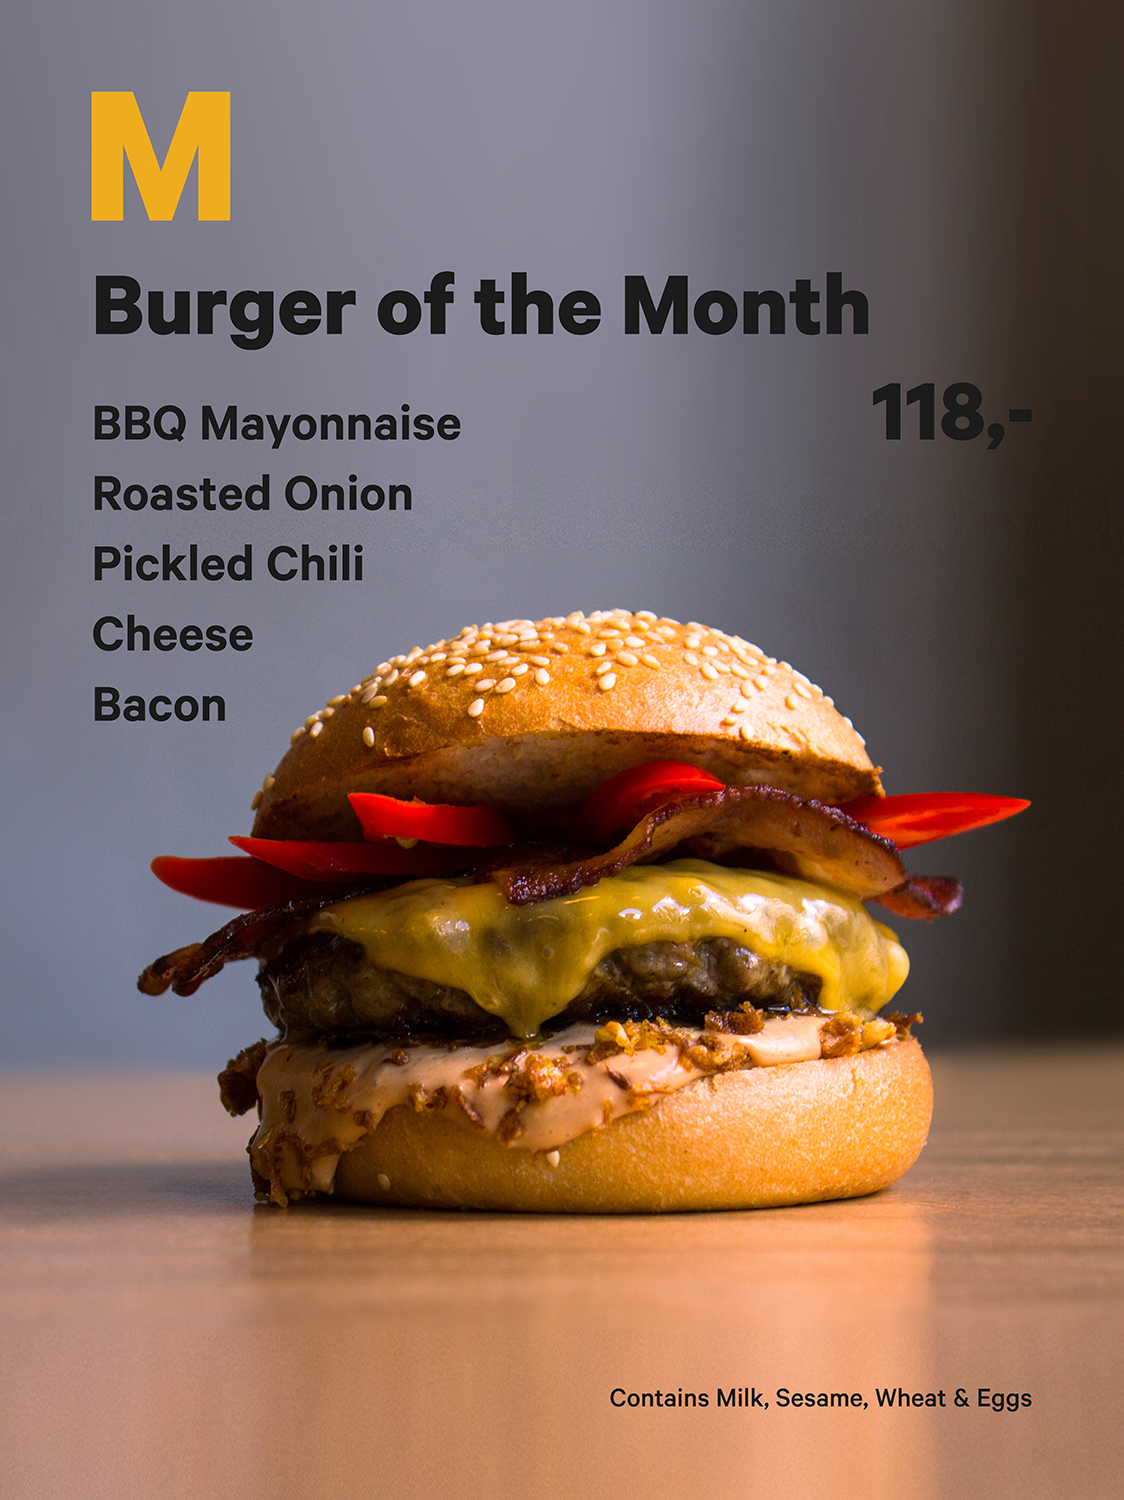 M
Burger of the Month
118,-
BBQ Mayonnaise
Roasted Onion
Pickled Chili
Cheese
Bacon
Contains Milk, Sesame, Wheat & Eggs